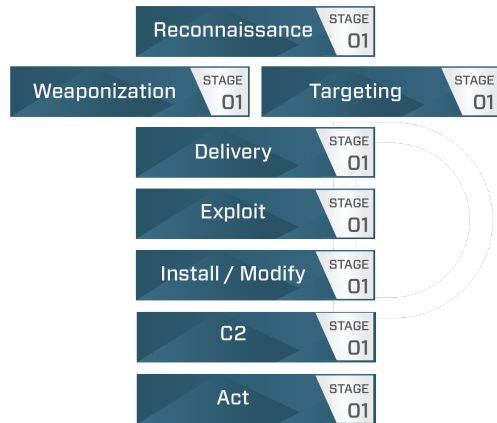 Reconnaissance STAGE 01
Weaponization STAGE 01
Targeting STAGE 01
Delivery STAGE 01
Exploit STAGE 01
Install / Modify STAGE 01
C2 STAGE 01
Act STAGE 01